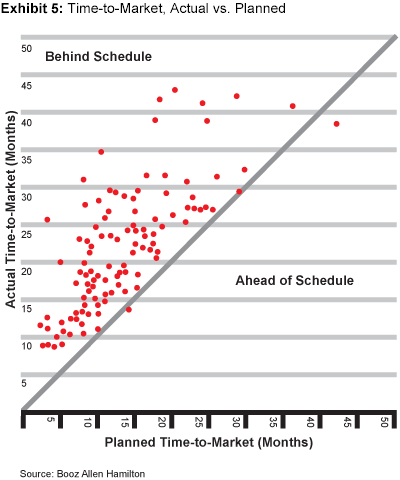 Exhibit 5: Time-to-Market, Actual vs. Planned
50
Behind Schedule
45
40
35
30
25
20
Ahead of Schedule
15
10
5
Actual Time-to-Market (Months)
5 10 15 20 25 30 35 40 45 50
Planned Time-to-Market (Months)
Source: Booz Allen Hamilton